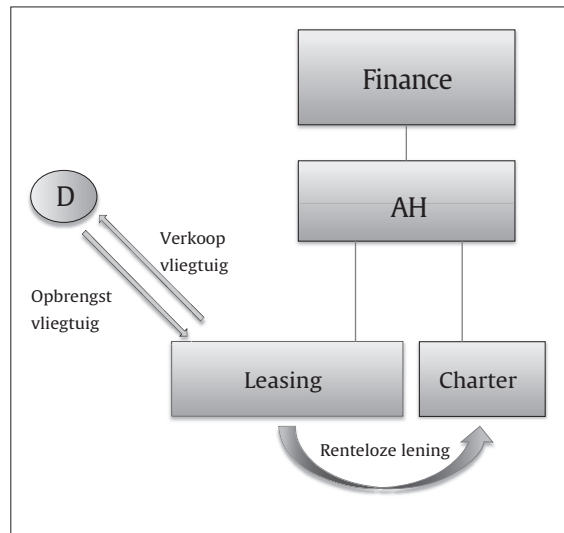 Finance
AH
D
Verkoop
vliegtuig
Opbrengst
vliegtuig
Leasing
Charter
Renteloze lening